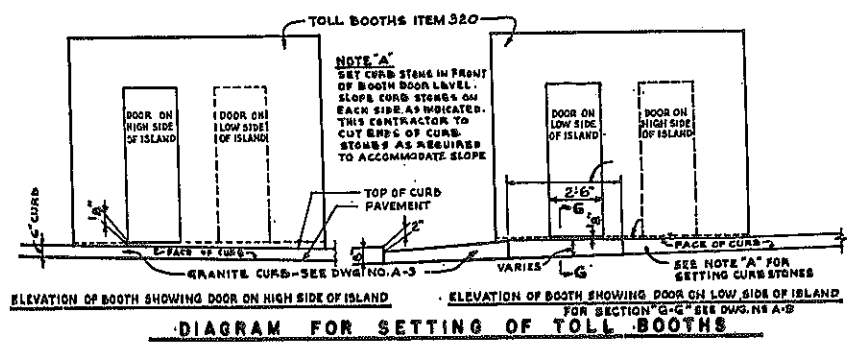 TOLL BOOTHS ITEM 320
NOTE "A"
SET CURB STONE IN FRONT
OF BOOTH DOOR LEVEL.
SLOPE CURB STONES ON
EACH SIDE, AS INDICATED.
THIS CONTRACTOR TO
CUT ENDS OF CURB
STONES AS REQUIRED
TO ACCOMMODATE SLOPE
DOOR ON
HIGH SIDE
OF ISLAND
DOOR ON
LOW SIDE
OF ISLAND
DOOR ON
LOW SIDE
OF ISLAND
DOOR ON
HIGH SIDE
OF ISLAND
2'-6"
G
TOP OF CURB
PAVEMENT
6" CURB
2"
FACE OF CURB
FACE OF CURB
GRANITE CURB-SEE DWG NO. A-3
VARIES
G
SEE NOTE "A" FOR
SETTING CURB STONES
ELEVATION OF BOOTH SHOWING DOOR ON HIGH SIDE OF ISLAND
ELEVATION OF BOOTH SHOWING DOOR ON LOW SIDE OF ISLAND
FOR SECTION "G-G" SEE DWG. NO
DIAGRAM FOR SETTING OF TOLL BOOTHS